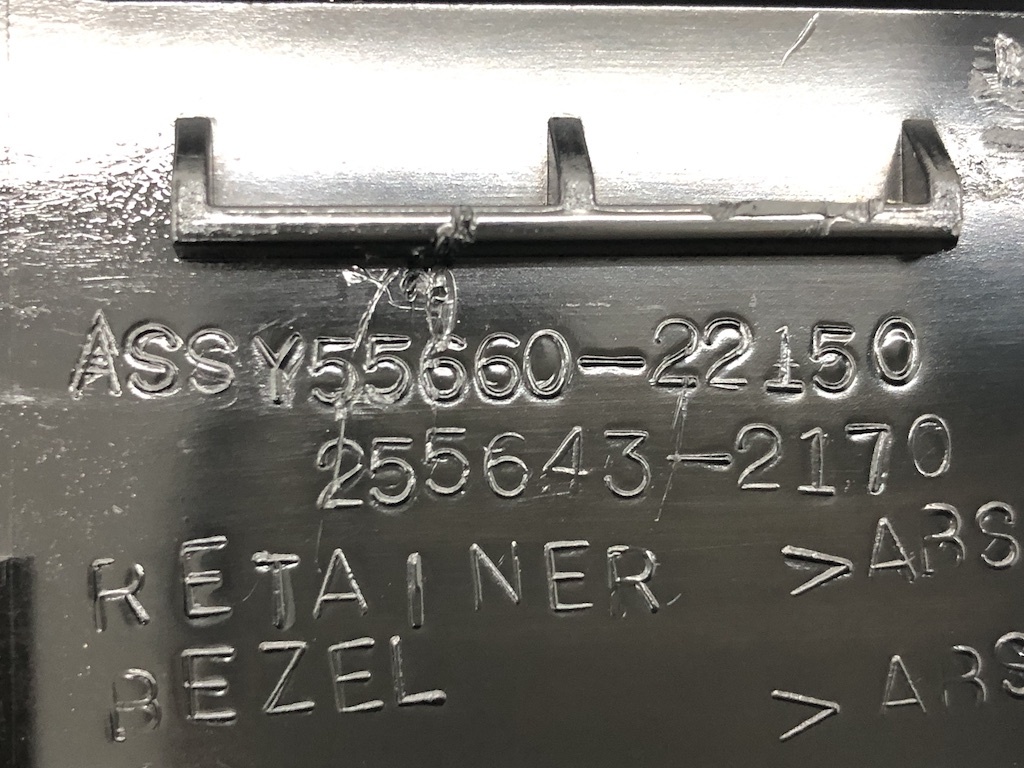 ASSY55660-22150
255643-2170
RETAINER >ABS
BEZEL >ABS